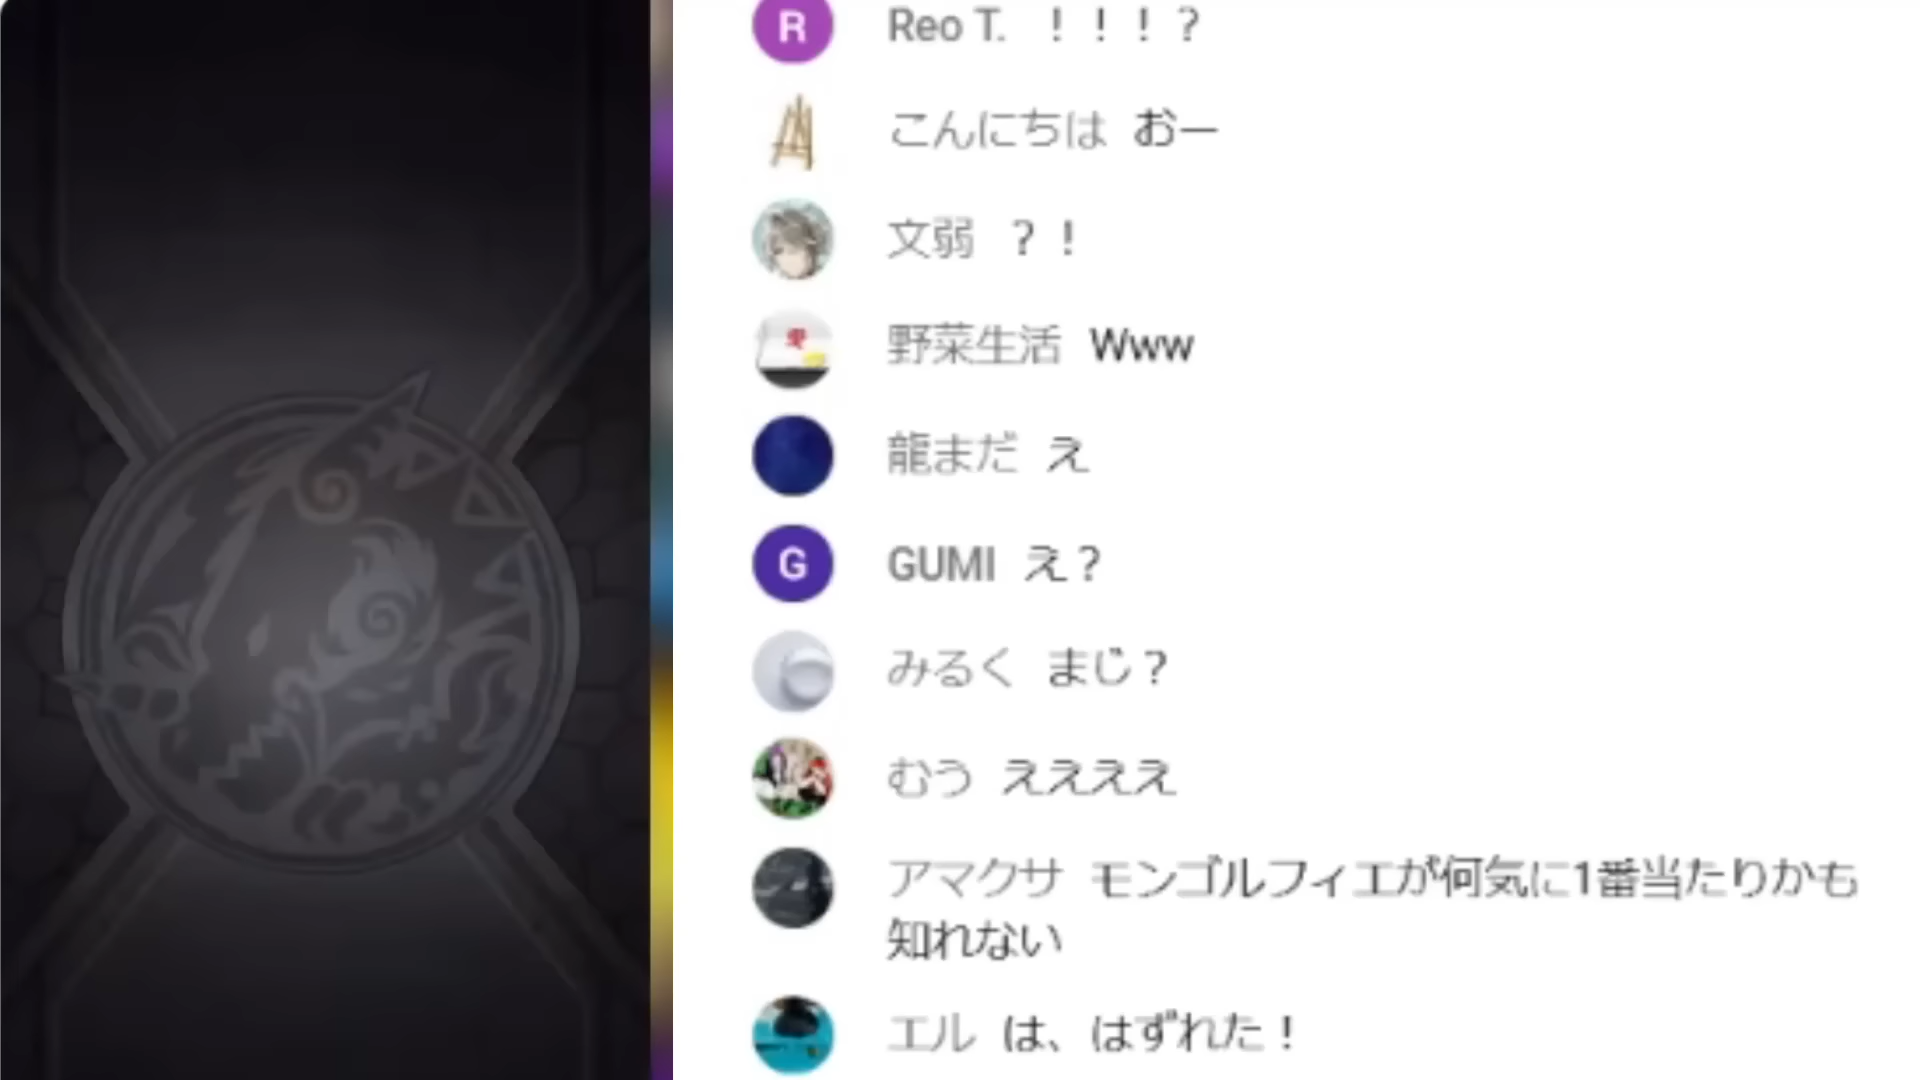 R Reo T. ！！！？
こんにちは おー
文弱 ？！
野菜生活 Www
龍まだ え
G GUMI え？
みるく まじ？
むう ええええ
アマクサ モンゴルフィエが何気に1番当たりかも
知れない
エル は、はずれた！